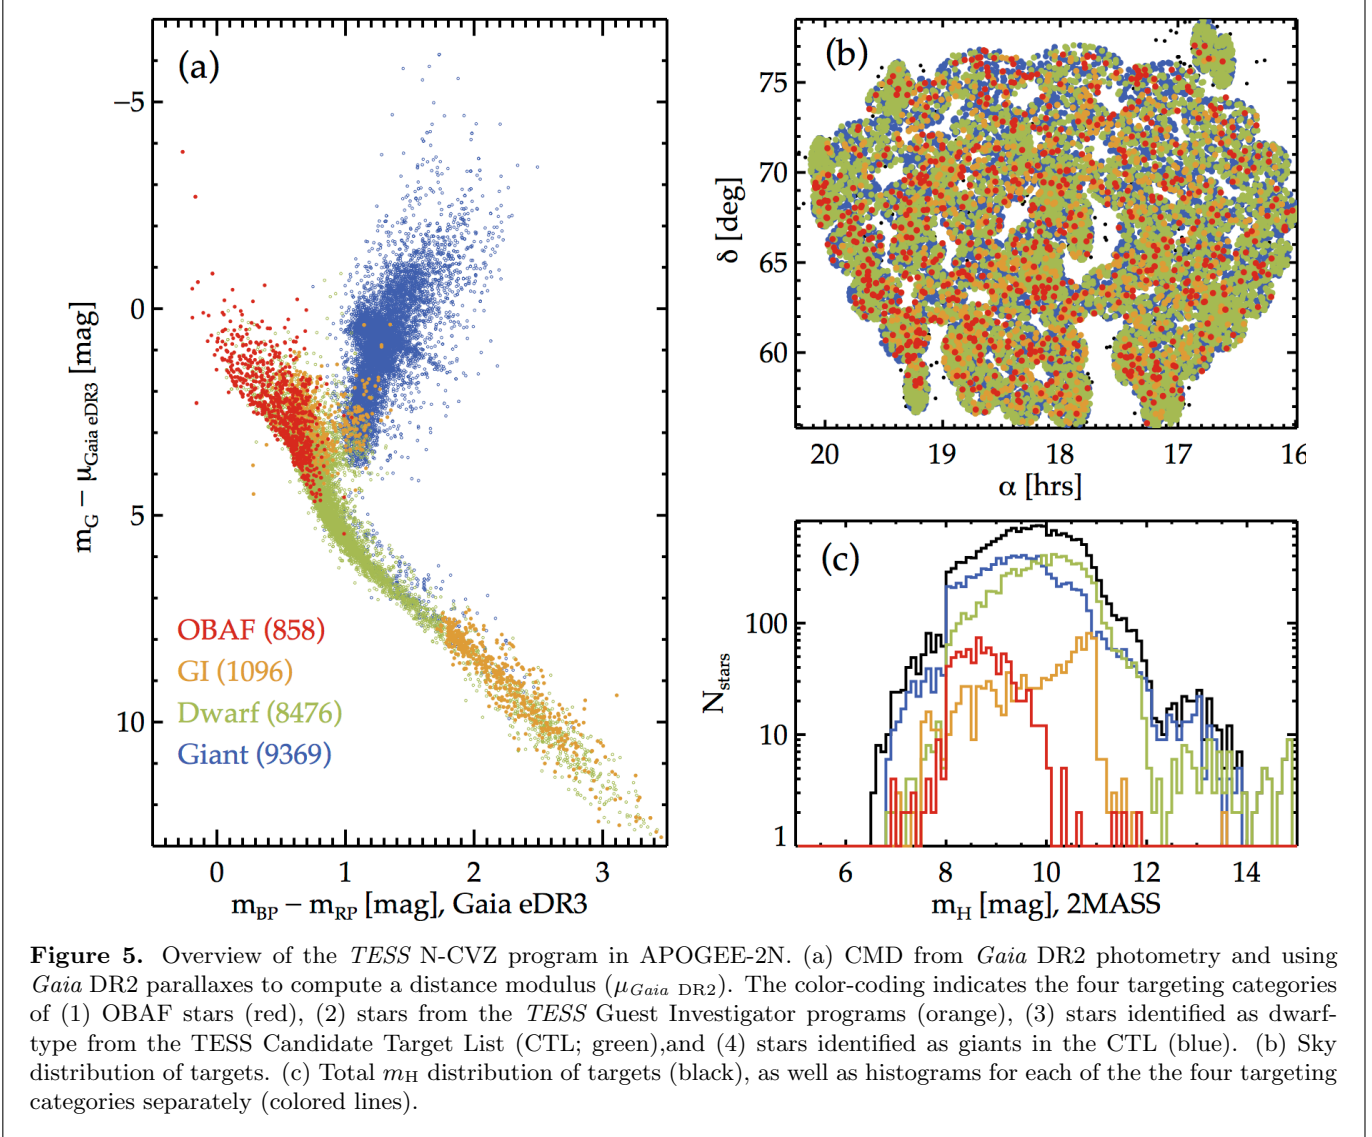 (a)
−5
0
5
10
m_G − μ_Gaia eDR3 [mag]
OBAF (858)
GI (1096)
Dwarf (8476)
Giant (9369)
0 1 2 3
m_BP − m_RP [mag], Gaia eDR3
(b)
75
70
65
60
δ [deg]
20 19 18 17 16
α [hrs]
(c)
100
10
1
N_stars
6 8 10 12 14
m_H [mag], 2MASS
Figure 5. Overview of the TESS N-CVZ program in APOGEE-2N. (a) CMD from Gaia DR2 photometry and using
Gaia DR2 parallaxes to compute a distance modulus (μ_Gaia DR2). The color-coding indicates the four targeting categories
of (1) OBAF stars (red), (2) stars from the TESS Guest Investigator programs (orange), (3) stars identified as dwarf-
type from the TESS Candidate Target List (CTL; green),and (4) stars identified as giants in the CTL (blue). (b) Sky
distribution of targets. (c) Total m_H distribution of targets (black), as well as histograms for each of the the four targeting
categories separately (colored lines).